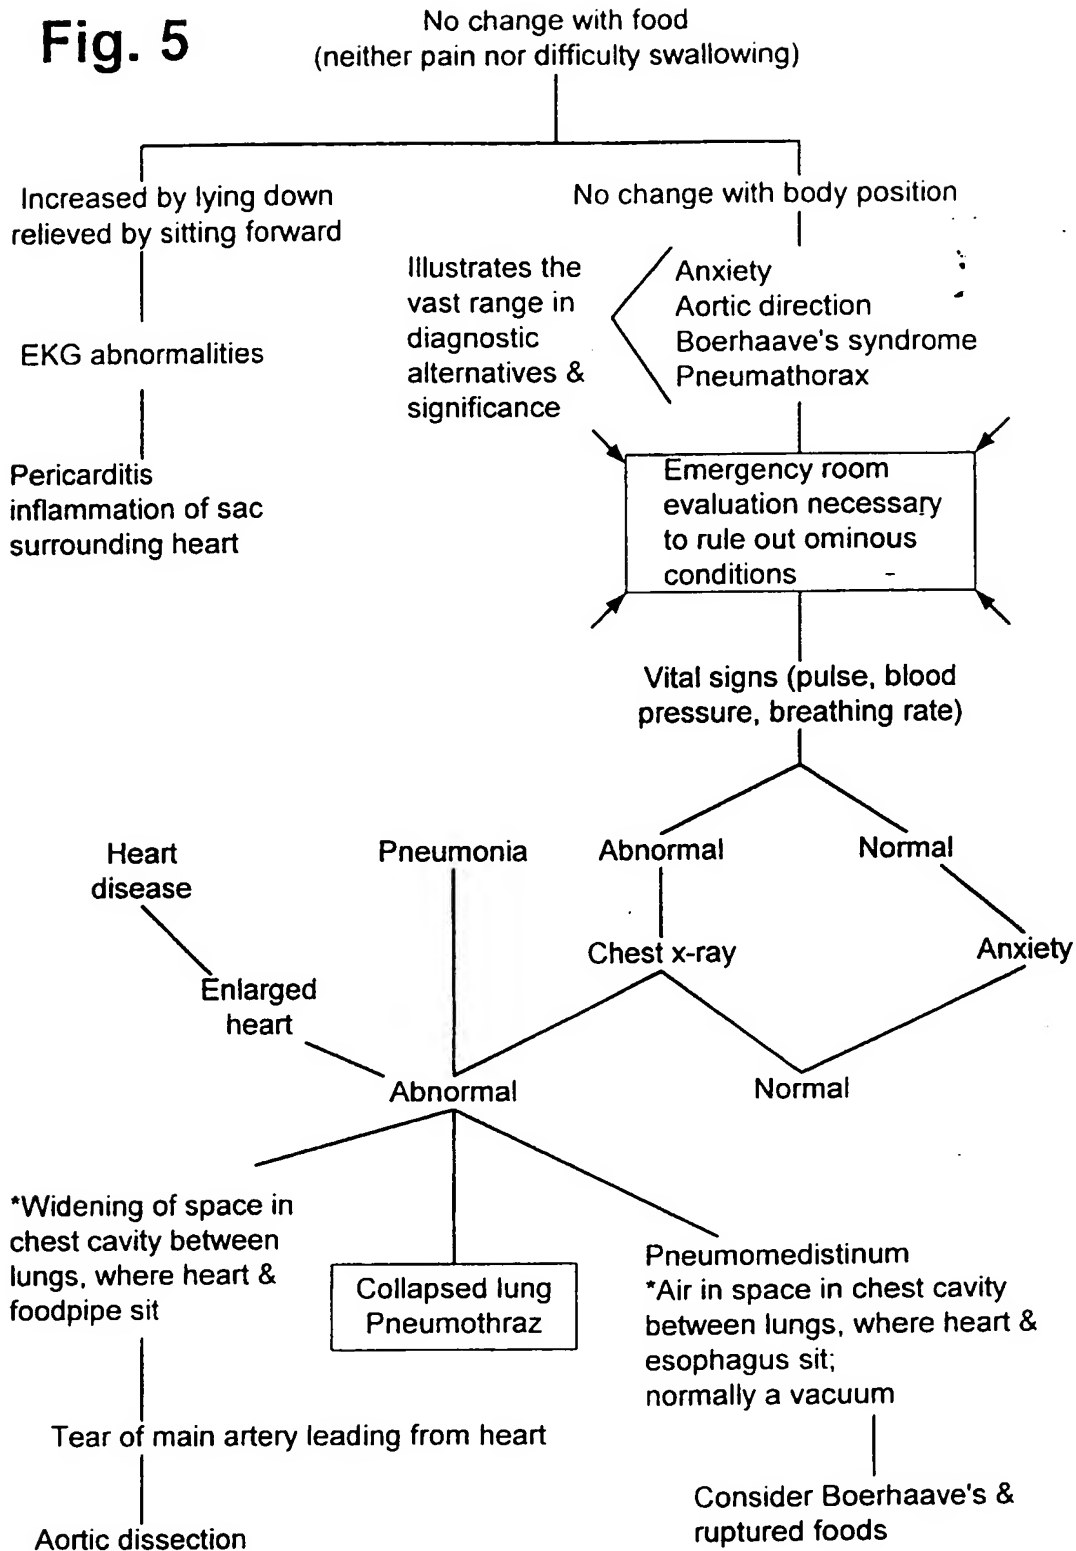 Fig. 5
No change with food
(neither pain nor difficulty swallowing)
Increased by lying down
relieved by sitting forward
No change with body position
Illustrates the
vast range in
diagnostic
alternatives &
significance
Anxiety
Aortic direction
Boerhaave's syndrome
Pneumathorax
EKG abnormalities
Pericarditis
inflammation of sac
surrounding heart
Emergency room
evaluation necessary
to rule out ominous
conditions
Vital signs (pulse, blood
pressure, breathing rate)
Heart
disease
Pneumonia
Abnormal
Normal
Chest x-ray
Anxiety
Enlarged
heart
Abnormal
Normal
*Widening of space in
chest cavity between
lungs, where heart &
foodpipe sit
Collapsed lung
Pneumothraz
Pneumomedistinum
*Air in space in chest cavity
between lungs, where heart &
esophagus sit;
normally a vacuum
Tear of main artery leading from heart
Aortic dissection
Consider Boerhaave's &
ruptured foods